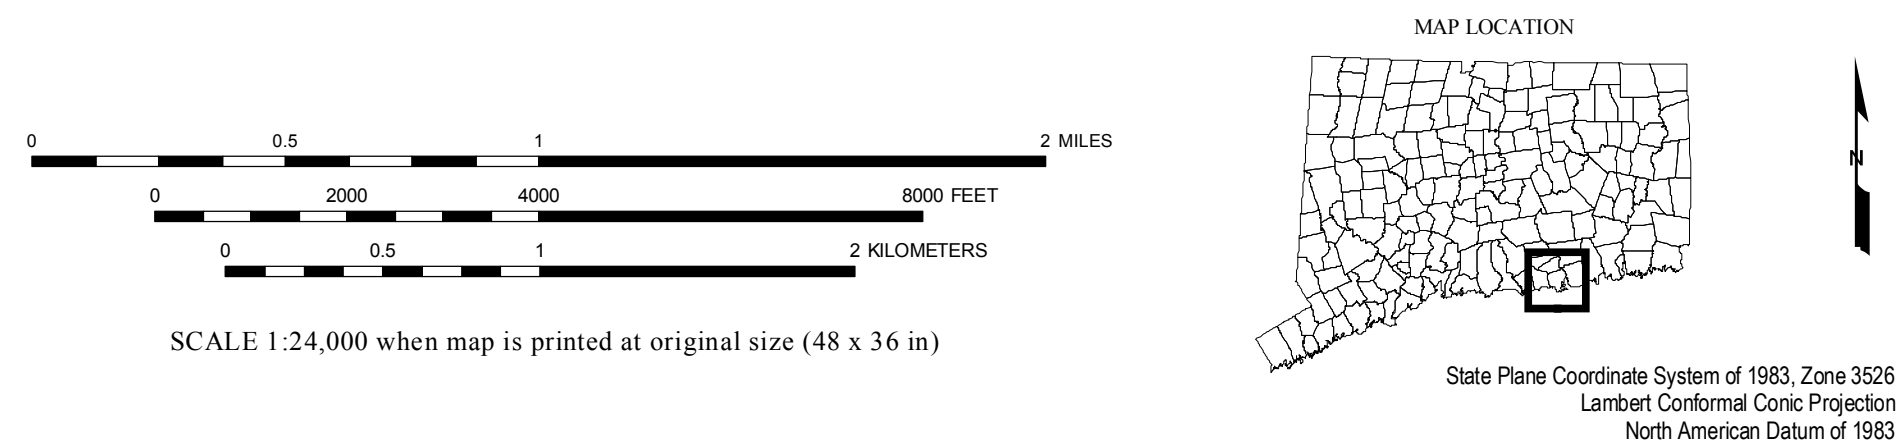 0 0.5 1 2 MILES
0 2000 4000 8000 FEET
0 0.5 1 2 KILOMETERS
SCALE 1:24,000 when map is printed at original size (48 x 36 in)
MAP LOCATION
N
State Plane Coordinate System of 1983, Zone 3526
Lambert Conformal Conic Projection
North American Datum of 1983